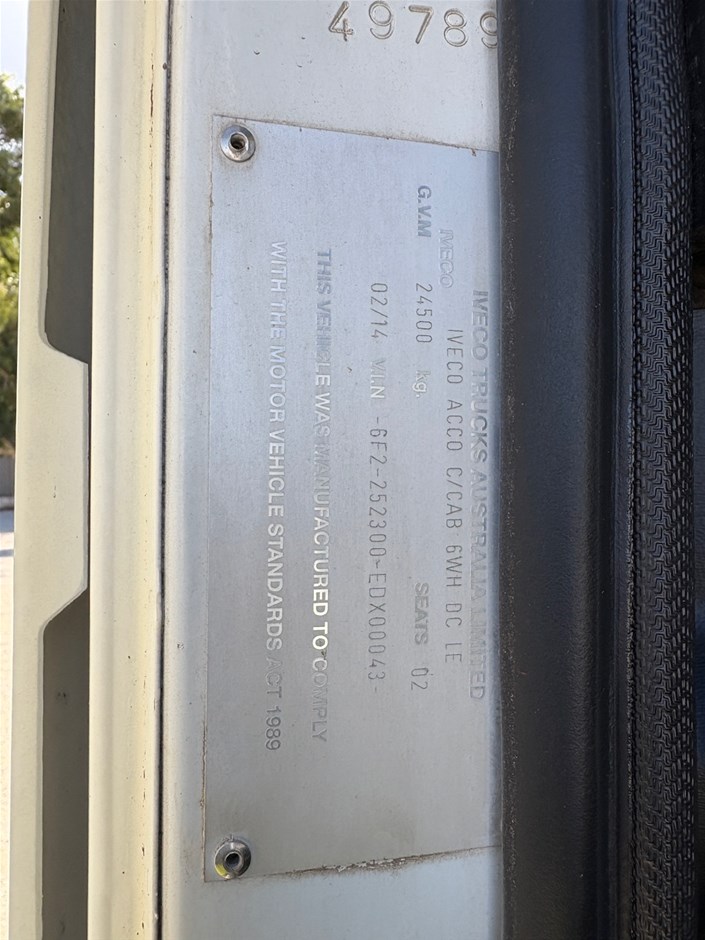 49789
IVECO TRUCKS AUSTRALIA LIMITED
IVECO IVECO ACCO C/CAB 6WH DC LE
G.V.M 24500 kg. SEATS 02
02/14 V.I.N -6F2-252300-EDX00043-
THIS VEHICLE WAS MANUFACTURED TO COMPLY
WITH THE MOTOR VEHICLE STANDARDS ACT 1989